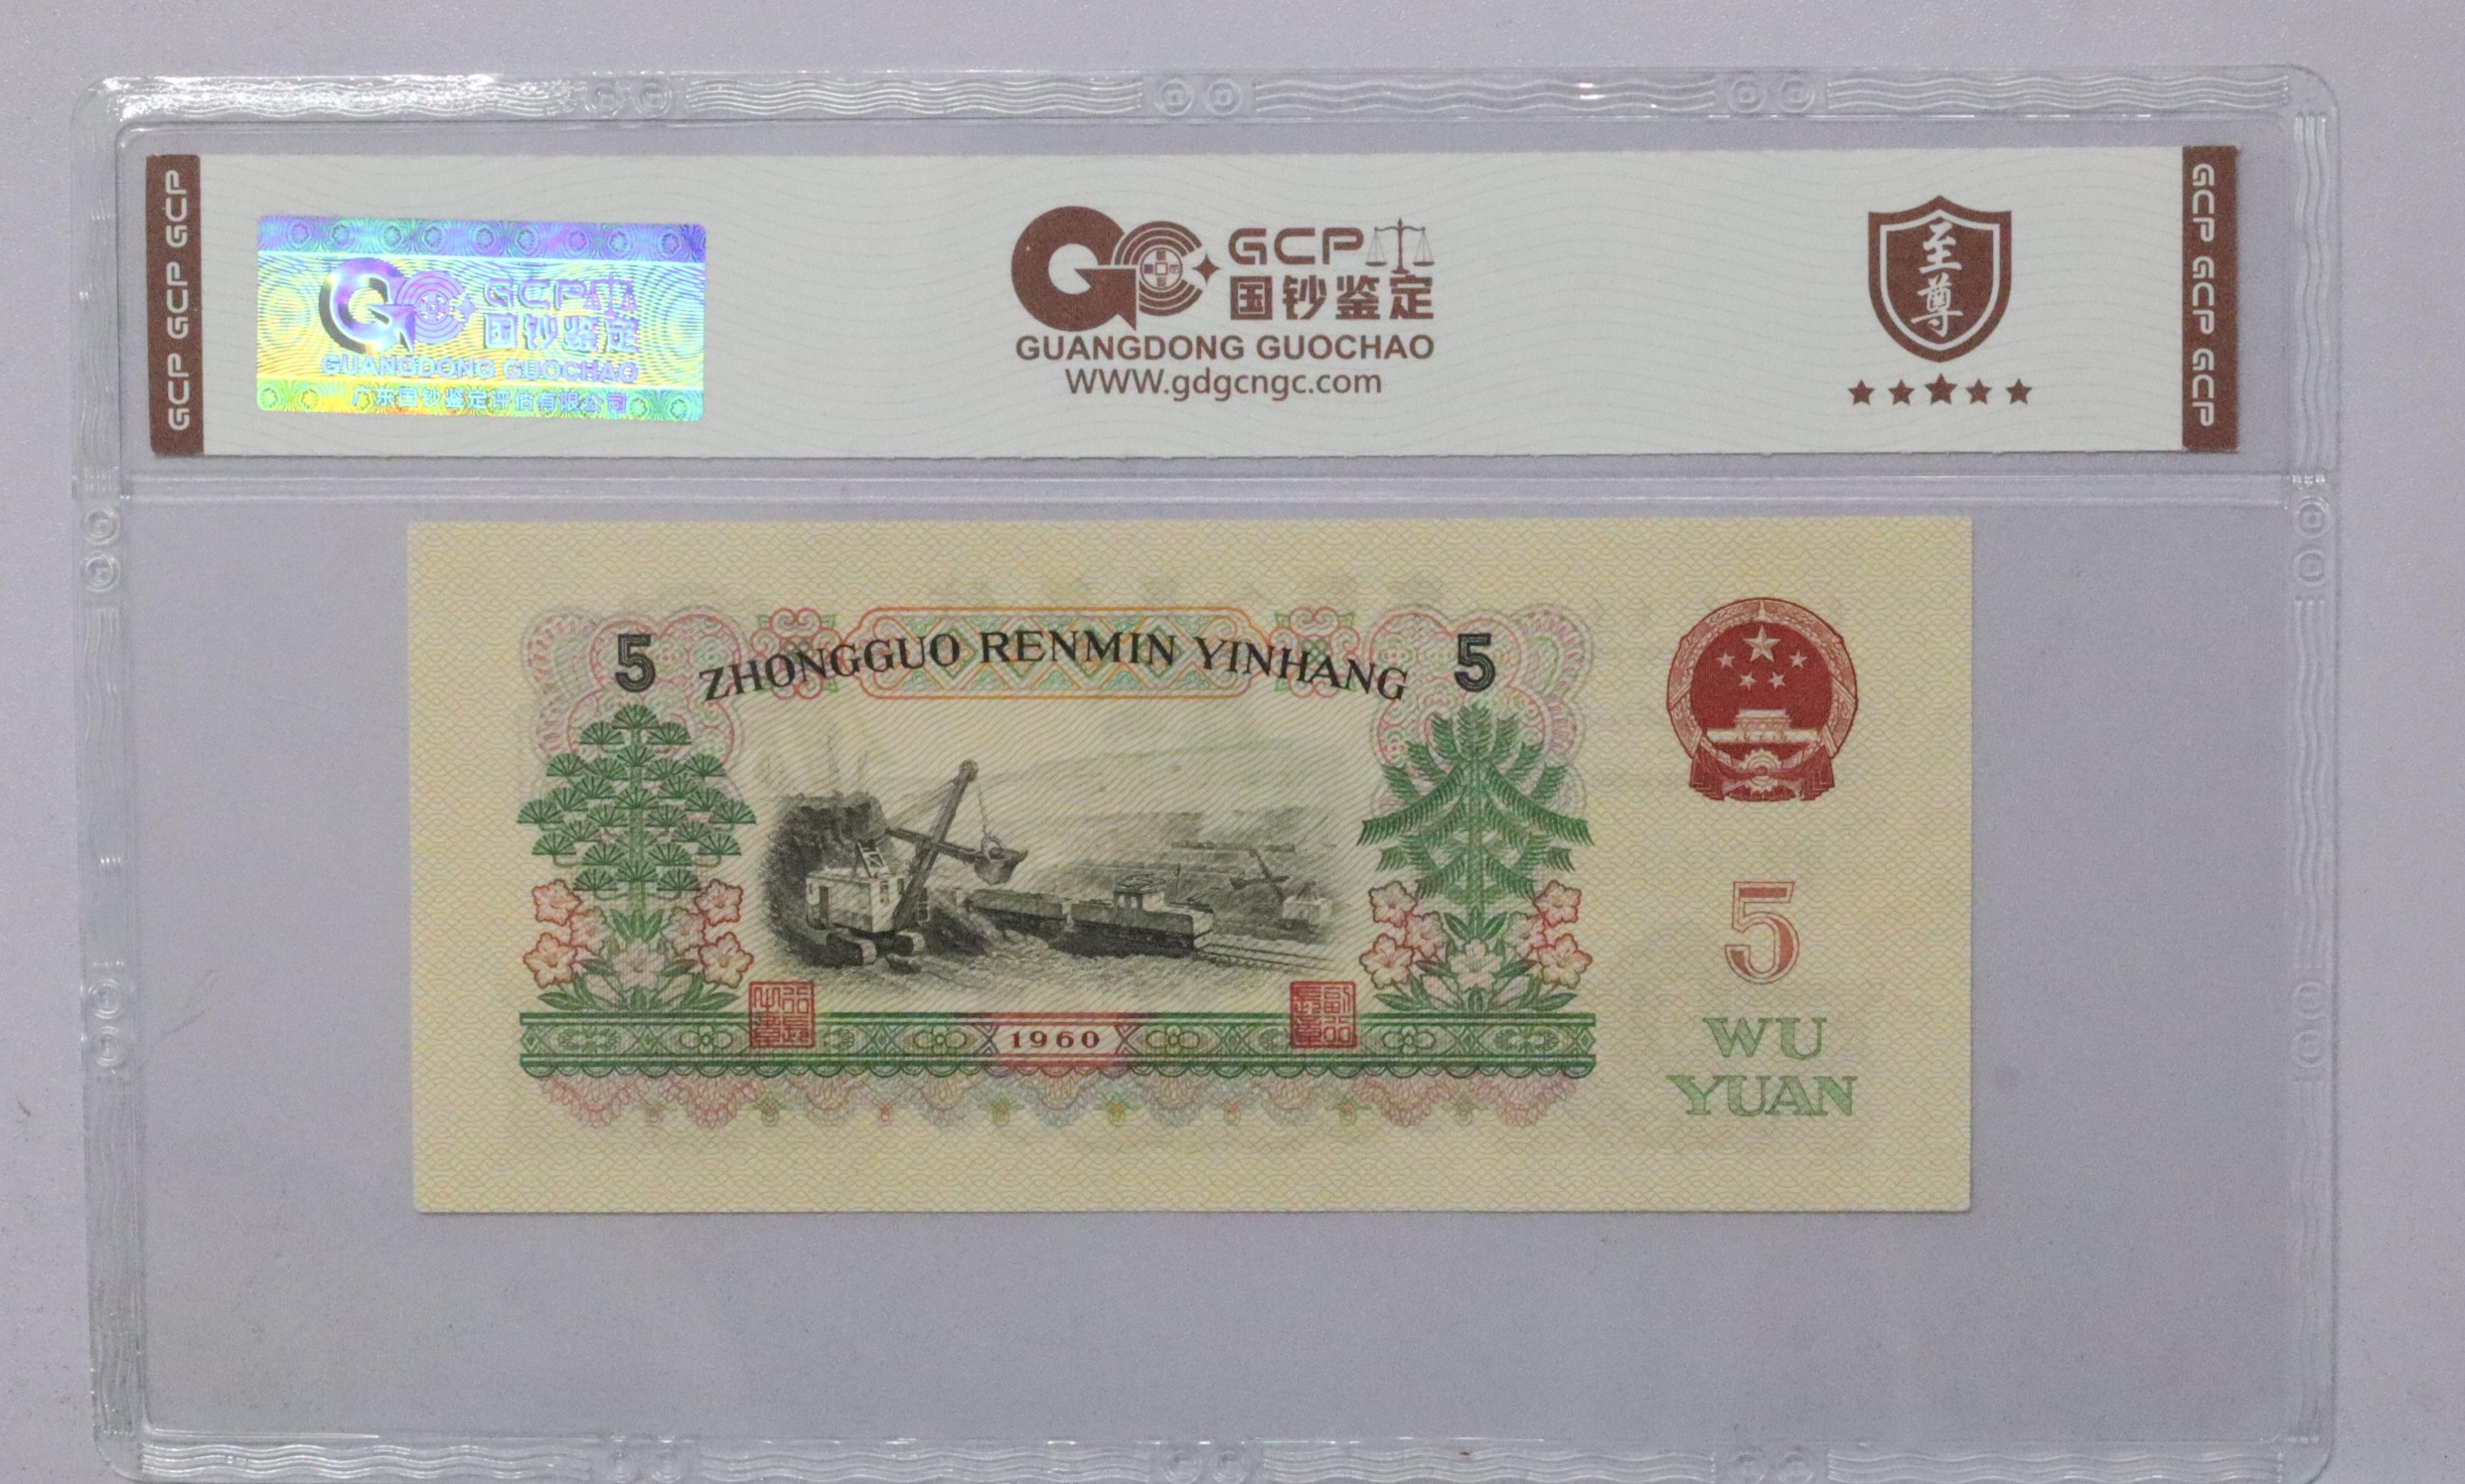 GCP GCP GCP
GCP
国钞鉴定
GUANGDONG GUOCHAO
广东国钞鉴定评估有限公司
GCP
国钞鉴定
GUANGDONG GUOCHAO
WWW.gdgcngc.com
至尊
GCP GCP GCP
5 ZHONGGUO RENMIN YINHANG 5
1960
5
WU
YUAN